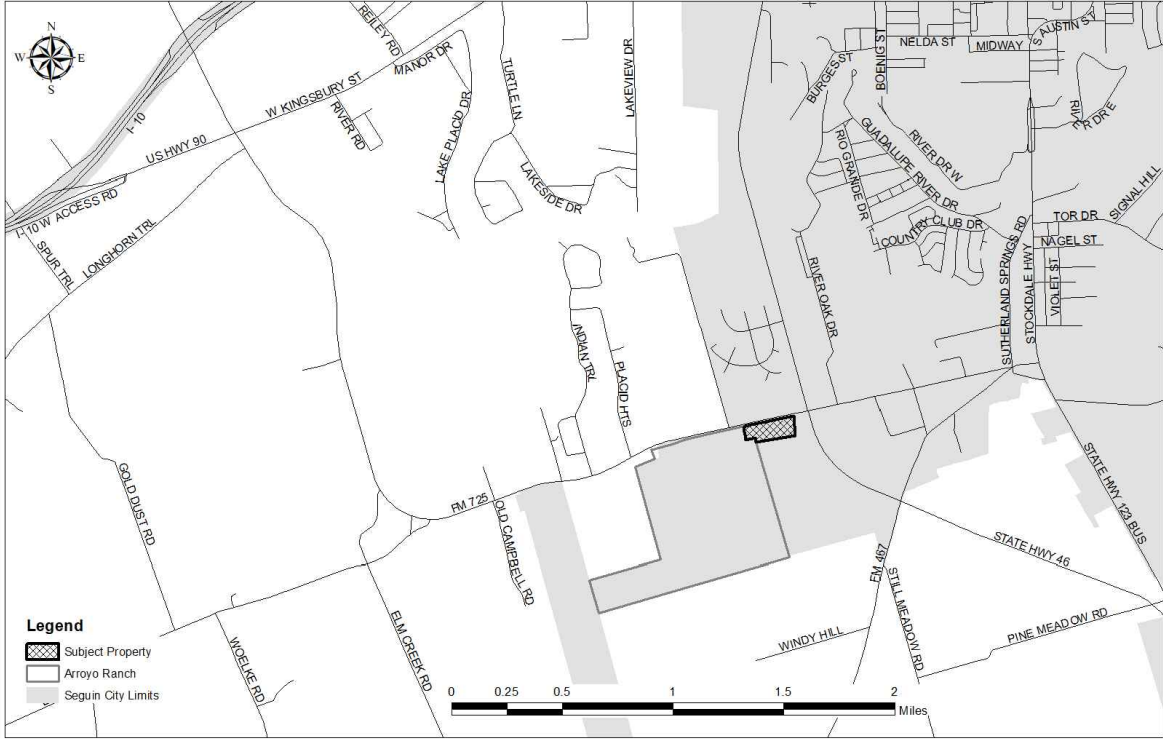 N
W
E
S
REILEY RD
MANOR DR
W KINGSBURY ST
RIVER RD
I-10
US HWY 90
I-10 W ACCESS RD
SPUR TRL
LONGHORN TRL
LAKE PLACID DR
TURTLE LN
LAKESIDE DR
LAKEVIEW DR
BURGES ST
BOENIG ST
NELDA ST
MIDWAY
S AUSTIN ST
RIVER DR E
RIVER DR W
GUADALUPE RIVER DR
RIO GRANDE DR
COUNTRY CLUB DR
TOR DR
SIGNAL HILL
NAGEL ST
VIOLET ST
SUTHERLAND SPRINGS RD
STOCKDALE HWY
RIVER OAK DR
INDIAN TRL
PLACID HTS
GOLD DUST RD
FM 725
OLD CAMPBELL RD
FM 467
STATE HWY 46
STATE HWY 123 BUS
STILL MEADOW RD
PINE MEADOW RD
WINDY HILL
ELM CREEK RD
WOELKE RD
Legend
Subject Property
Arroyo Ranch
Seguin City Limits
0 0.25 0.5 1 1.5 2
Miles